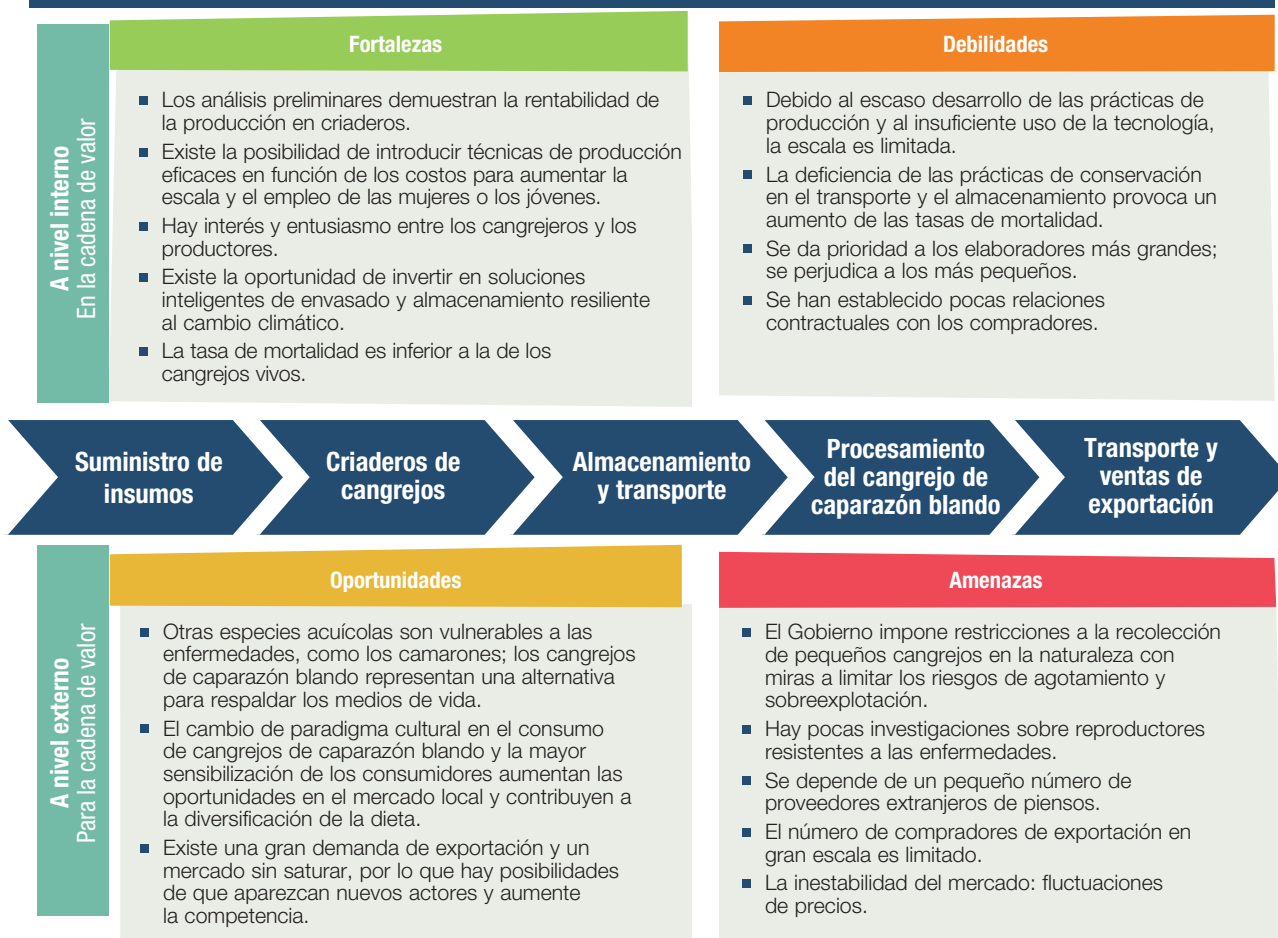 A nivel interno
En la cadena de valor
Fortalezas
Los análisis preliminares demuestran la rentabilidad de
la producción en criaderos.
Existe la posibilidad de introducir técnicas de producción
eficaces en función de los costos para aumentar la
escala y el empleo de las mujeres o los jóvenes.
Hay interés y entusiasmo entre los cangrejeros y los
productores.
Existe la oportunidad de invertir en soluciones
inteligentes de envasado y almacenamiento resiliente
al cambio climático.
La tasa de mortalidad es inferior a la de los
cangrejos vivos.
Debilidades
Debido al escaso desarrollo de las prácticas de
producción y al insuficiente uso de la tecnología,
la escala es limitada.
La deficiencia de las prácticas de conservación
en el transporte y el almacenamiento provoca un
aumento de las tasas de mortalidad.
Se da prioridad a los elaboradores más grandes;
se perjudica a los más pequeños.
Se han establecido pocas relaciones
contractuales con los compradores.
Suministro de
insumos
Criaderos de
cangrejos
Almacenamiento
y transporte
Procesamiento
del cangrejo de
caparazón blando
Transporte y
ventas de
exportación
A nivel externo
Para la cadena de valor
Oportunidades
Otras especies acuícolas son vulnerables a las
enfermedades, como los camarones; los cangrejos
de caparazón blando representan una alternativa
para respaldar los medios de vida.
El cambio de paradigma cultural en el consumo
de cangrejos de caparazón blando y la mayor
sensibilización de los consumidores aumentan las
oportunidades en el mercado local y contribuyen a
la diversificación de la dieta.
Existe una gran demanda de exportación y un
mercado sin saturar, por lo que hay posibilidades
de que aparezcan nuevos actores y aumente
la competencia.
Amenazas
El Gobierno impone restricciones a la recolección
de pequeños cangrejos en la naturaleza con
miras a limitar los riesgos de agotamiento y
sobreexplotación.
Hay pocas investigaciones sobre reproductores
resistentes a las enfermedades.
Se depende de un pequeño número de
proveedores extranjeros de piensos.
El número de compradores de exportación en
gran escala es limitado.
La inestabilidad del mercado: fluctuaciones
de precios.